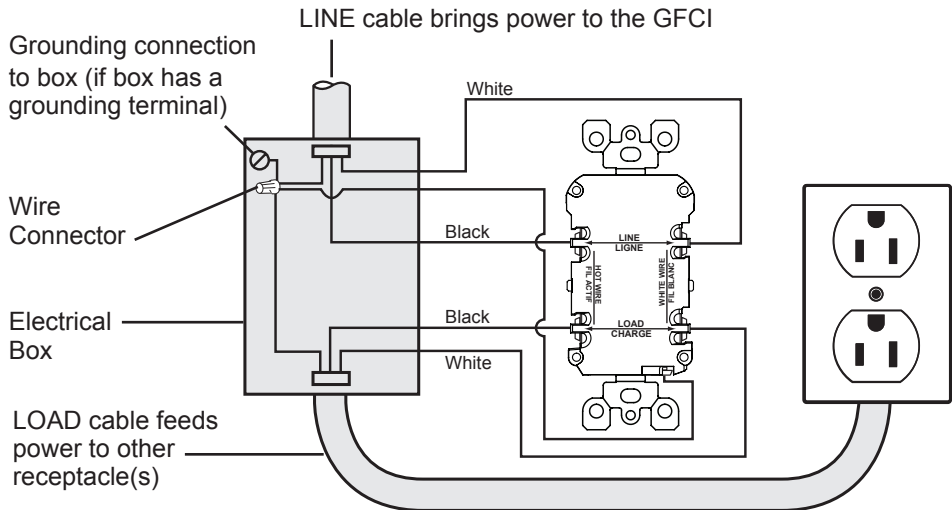 LINE cable brings power to the GFCI
Grounding connection
to box (if box has a
grounding terminal)
White
Wire
Connector
Black
LINE
LIGNE
HOT WIRE
FIL ACTIF
WHITE WIRE
FIL BLANC
Electrical
Box
Black
LOAD
CHARGE
White
LOAD cable feeds
power to other
receptacle(s)